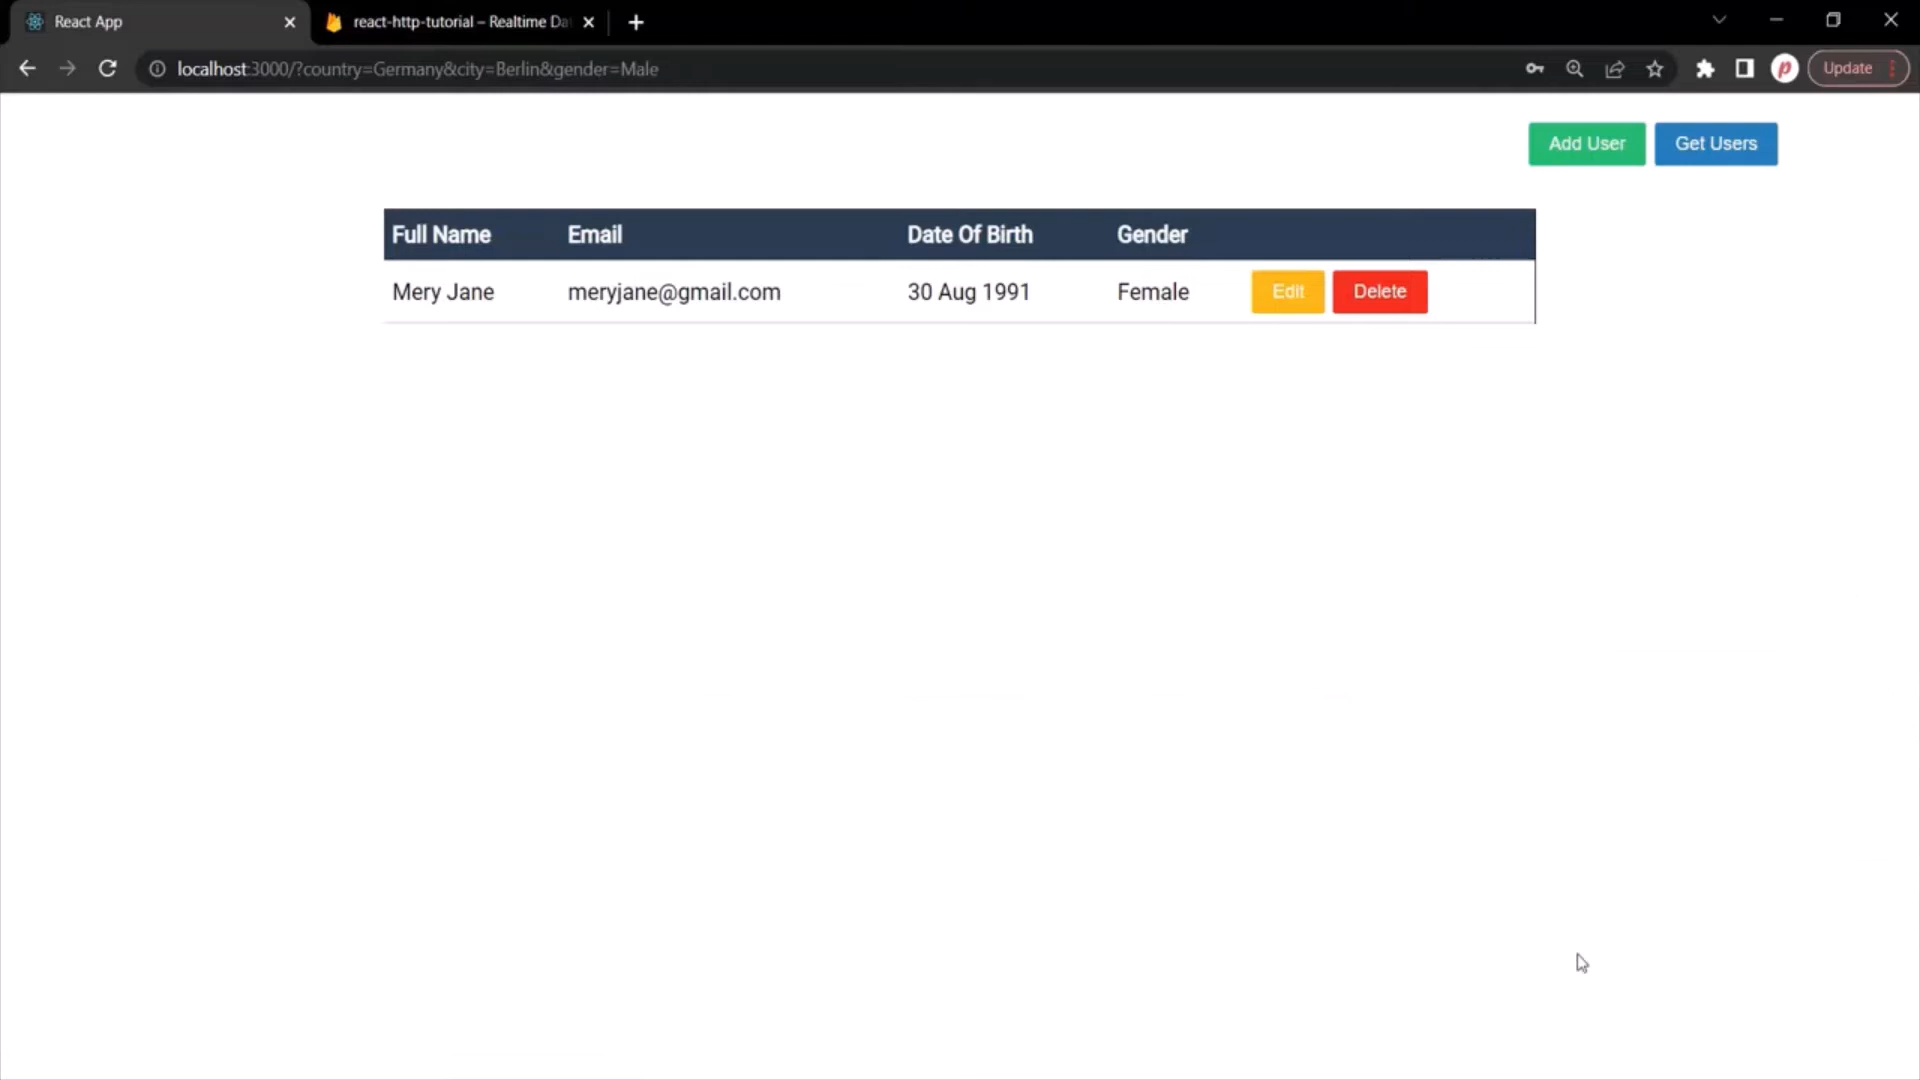 React App
react-http-tutorial – Realtime Da
localhost:3000/?country=Germany&city=Berlin&gender=Male
Update
Add User Get Users
Full Name Email Date Of Birth Gender
Mery Jane meryjane@gmail.com 30 Aug 1991 Female Edit Delete